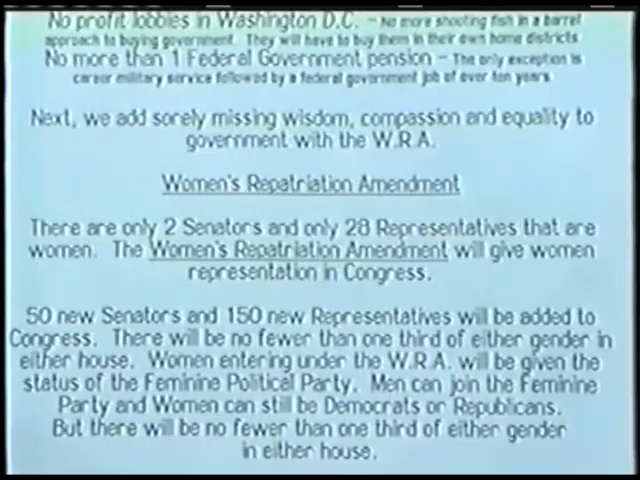 No profit lobbies in Washington D.C. - No more shooting fish in a barrel
approach to buying government. They will have to buy them in their own home districts.
No more than 1 Federal Government pension - The only exception is
career military service followed by a federal government job of over ten years.
Next, we add sorely missing wisdom, compassion and equality to
government with the W.R.A.
Women's Repatriation Amendment
There are only 2 Senators and only 28 Representatives that are
women. The Women's Repatriation Amendment will give women
representation in Congress.
50 new Senators and 150 new Representatives will be added to
Congress. There will be no fewer than one third of either gender in
either house. Women entering under the W.R.A. will be given the
status of the Feminine Political Party. Men can join the Feminine
Party and Women can still be Democrats or Republicans.
But there will be no fewer than one third of either gender
in either house.